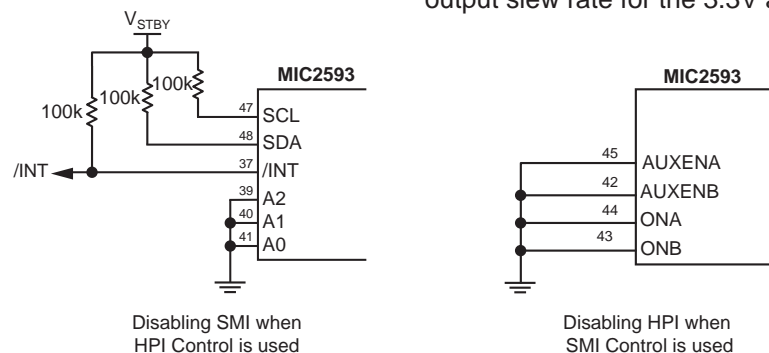 output slew rate for the 3.3V a
V_STBY
MIC2593
100k
100k
100k
47 SCL
48 SDA
/INT
37 /INT
39 A2
40 A1
41 A0
Disabling SMI when
HPI Control is used
MIC2593
45 AUXENA
42 AUXENB
44 ONA
43 ONB
Disabling HPI when
SMI Control is used